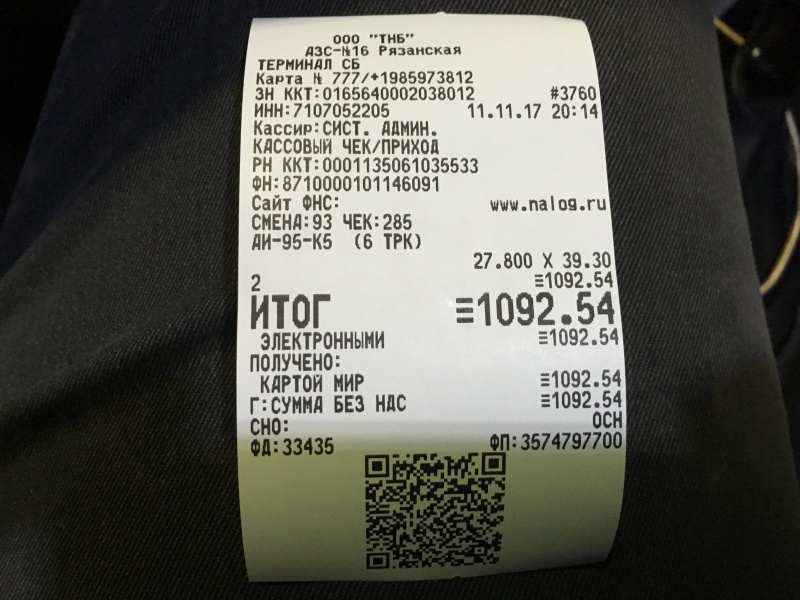 ООО "ТНБ"
АЗС-№16 Рязанская
ТЕРМИНАЛ СБ
Карта № 777/+1985973812
ЗН ККТ:0165640002038012 #3760
ИНН:7107052205 11.11.17 20:14
Кассир:СИСТ. АДМИН.
КАССОВЫЙ ЧЕК/ПРИХОД
РН ККТ:0001135061035533
ФН:8710000101146091
Сайт ФНС: www.nalog.ru
СМЕНА:93 ЧЕК:285
АИ-95-К5 (6 ТРК)
27.800 X 39.30
2 ≡1092.54
ИТОГ ≡1092.54
ЭЛЕКТРОННЫМИ ≡1092.54
ПОЛУЧЕНО:
КАРТОЙ МИР ≡1092.54
Г:СУММА БЕЗ НДС ≡1092.54
СНО: ОСН
ФД:33435 ФП:3574797700